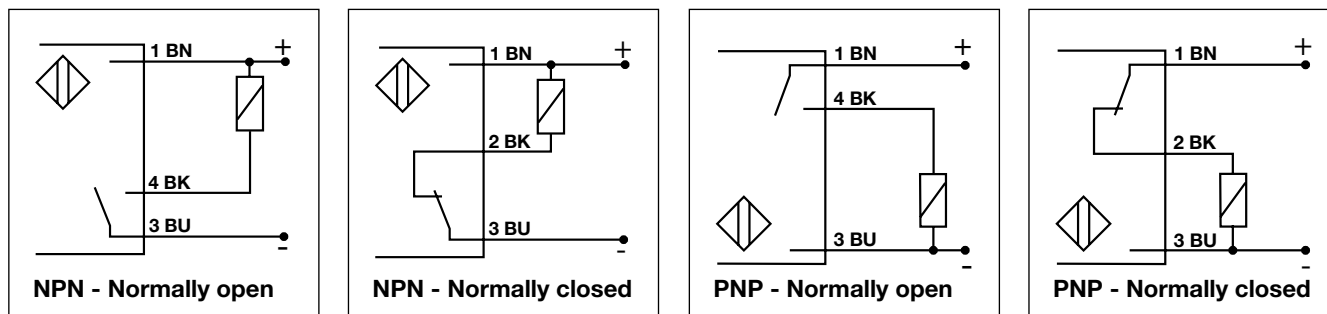 1 BN
+
4 BK
3 BU
-
NPN - Normally open
1 BN
+
2 BK
3 BU
-
NPN - Normally closed
1 BN
+
4 BK
3 BU
-
PNP - Normally open
1 BN
+
2 BK
3 BU
-
PNP - Normally closed